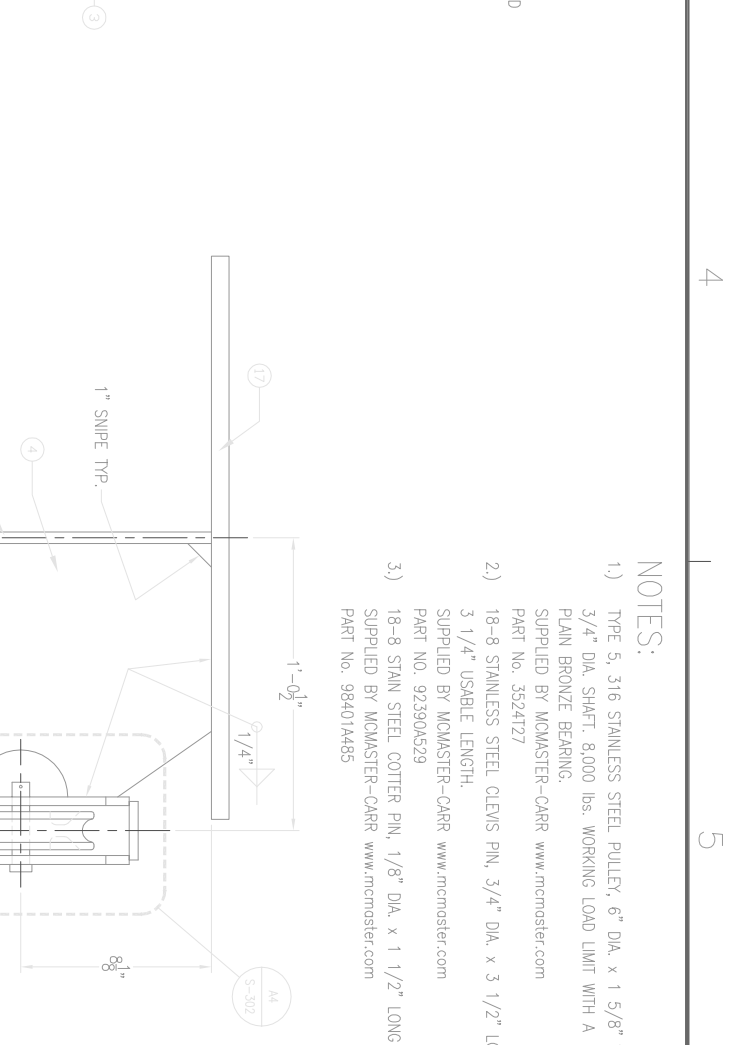 4
5
NOTES:
1.) TYPE 5, 316 STAINLESS STEEL PULLEY, 6" DIA. x 1 5/8"
3/4" DIA. SHAFT. 8,000 lbs. WORKING LOAD LIMIT WITH A
PLAIN BRONZE BEARING.
SUPPLIED BY MCMASTER-CARR www.mcmaster.com
PART No. 3524T27
2.) 18-8 STAINLESS STEEL CLEVIS PIN, 3/4" DIA. x 3 1/2"
3 1/4" USABLE LENGTH.
SUPPLIED BY MCMASTER-CARR www.mcmaster.com
PART NO. 92390A529
3.) 18-8 STAIN STEEL COTTER PIN, 1/8" DIA. x 1 1/2" LONG
SUPPLIED BY MCMASTER-CARR www.mcmaster.com
PART No. 98401A485
1'-0 1/2"
1/4"
17
8 1/8"
A4
S-302
1" SNIPE TYP.
3
4